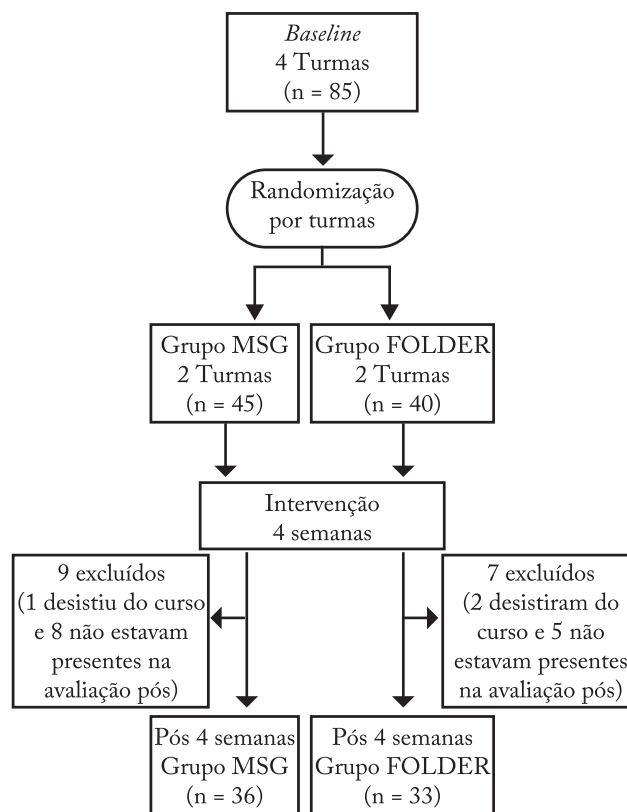 Baseline
4 Turmas
(n = 85)
Randomização
por turmas
Grupo MSG
2 Turmas
(n = 45)
Grupo FOLDER
2 Turmas
(n = 40)
Intervenção
4 semanas
9 excluídos
(1 desistiu do curso
e 8 não estavam
presentes na
avaliação pós)
7 excluídos
(2 desistiram do
curso e 5 não
estavam presentes
na avaliação pós)
Pós 4 semanas
Grupo MSG
(n = 36)
Pós 4 semanas
Grupo FOLDER
(n = 33)